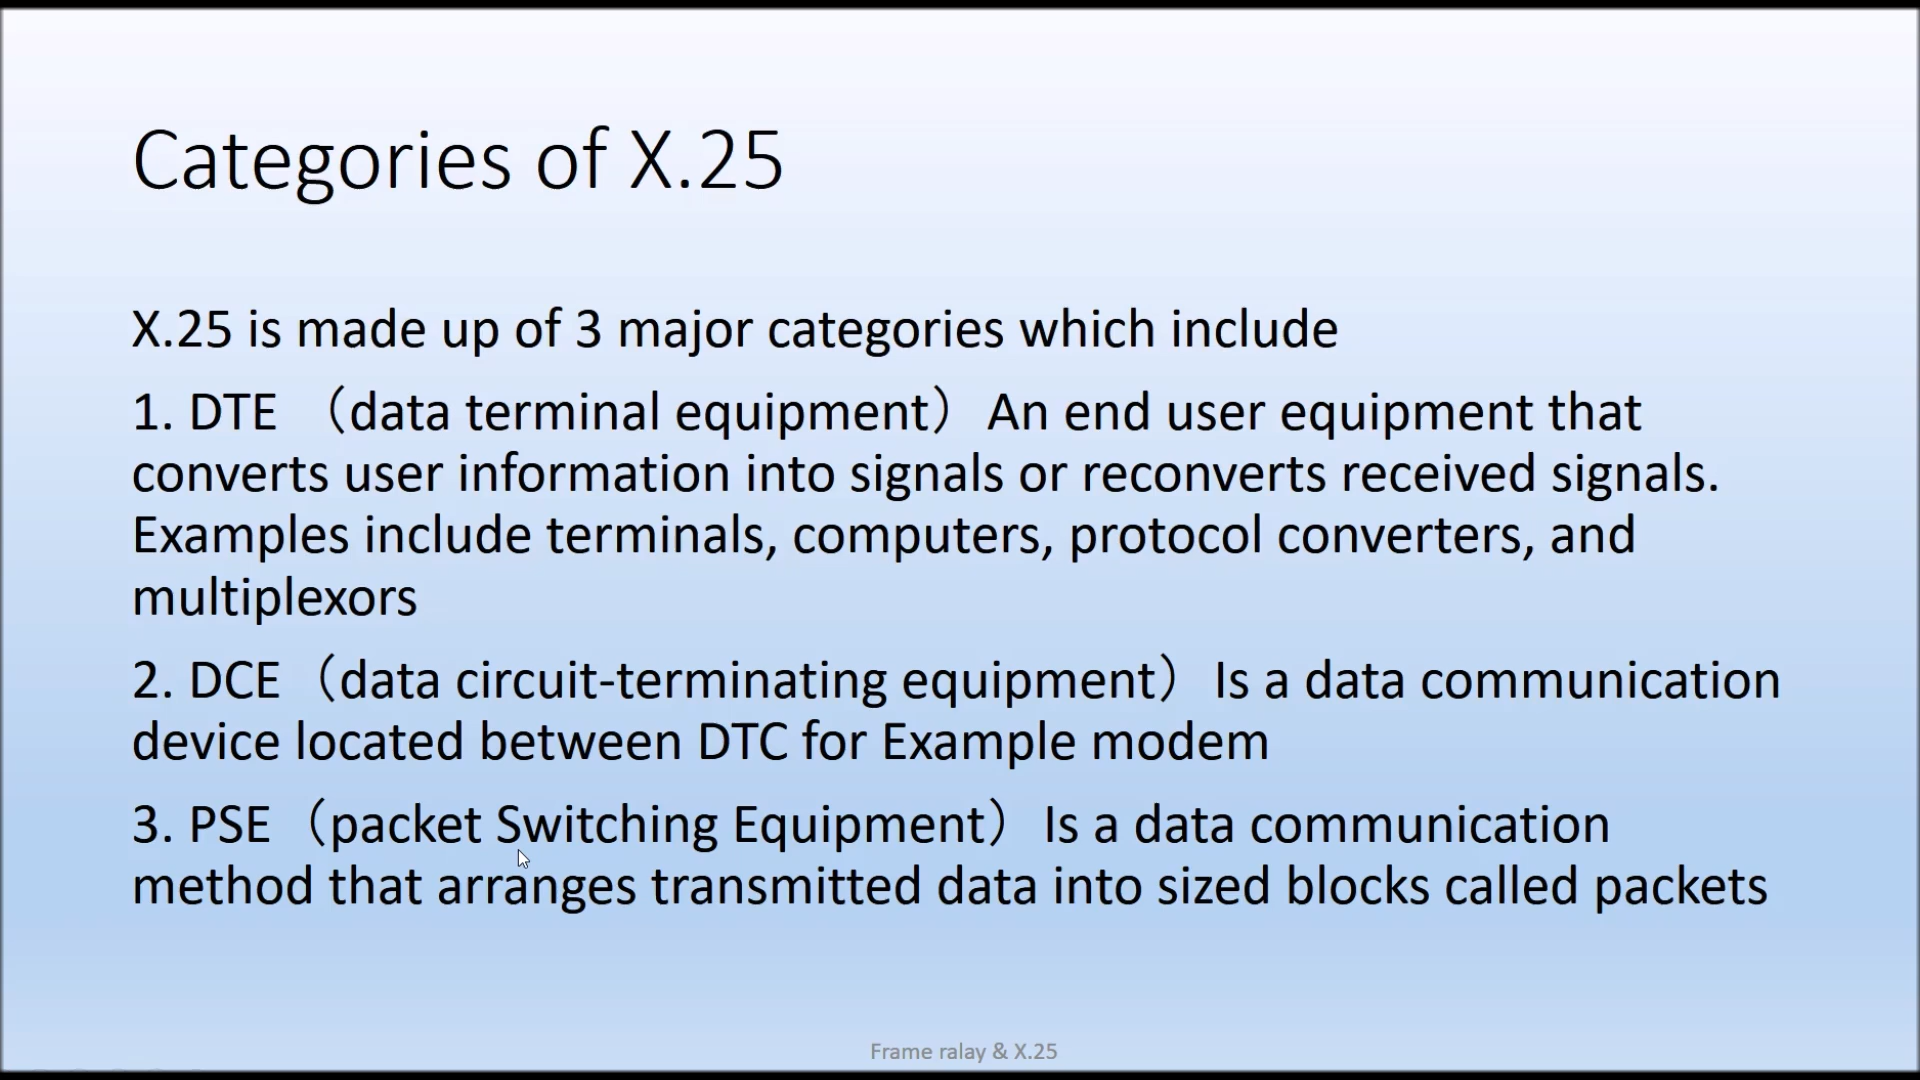 Categories of X.25
X.25 is made up of 3 major categories which include
1. DTE （data terminal equipment） An end user equipment that
converts user information into signals or reconverts received signals.
Examples include terminals, computers, protocol converters, and
multiplexors
2. DCE （data circuit-terminating equipment） Is a data communication
device located between DTC for Example modem
3. PSE （packet Switching Equipment） Is a data communication
method that arranges transmitted data into sized blocks called packets
Frame ralay & X.25